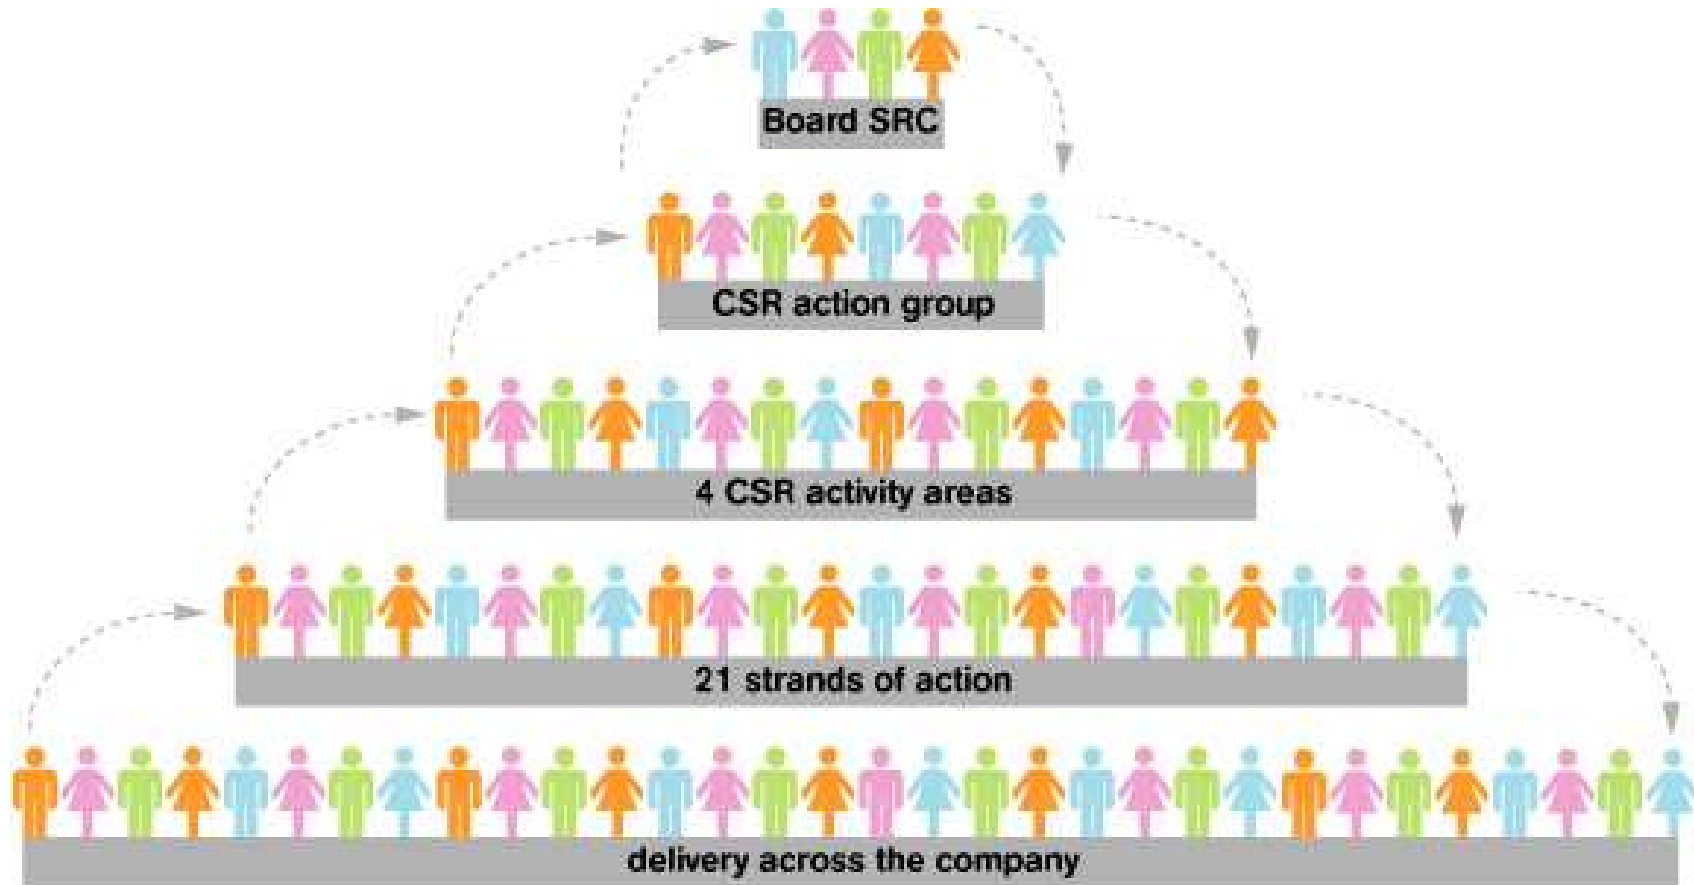 Board SRC
CSR action group
4 CSR activity areas
21 strands of action
delivery across the company